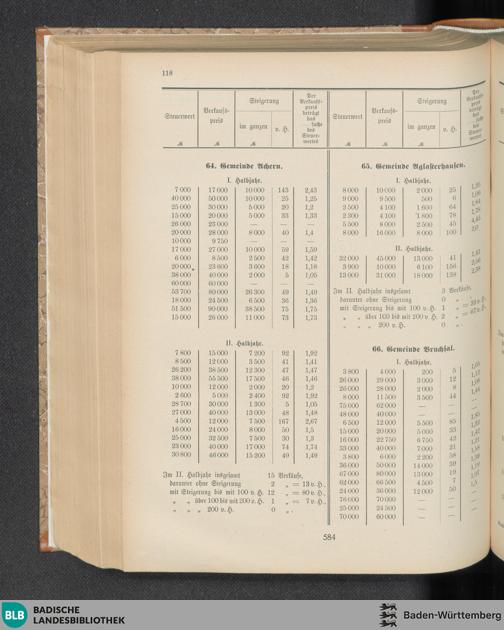 118
Steuerwert Verkaufspreis Steigerung im ganzen v. H. Der Verkaufspreis beträgt das ... fache des Steuerwertes
64. Gemeinde Achern.
I. Halbjahr.
7 000 17 000 10 000 143 2,43
40 000 50 000 10 000 25 1,25
25 000 30 000 5 000 20 1,2
15 000 20 000 5 000 33 1,33
26 000 23 000 — — —
20 000 28 000 8 000 40 1,4
10 000 9 750 — — —
17 000 27 000 10 000 59 1,59
6 000 8 500 2 500 42 1,42
20 000 23 600 3 000 18 1,18
38 000 40 000 2 000 5 1,05
60 000 60 000 — — —
53 700 80 000 26 300 49 1,49
18 000 24 500 6 500 36 1,36
51 500 90 000 38 500 75 1,75
15 000 26 000 11 000 73 1,73
II. Halbjahr.
7 800 15 000 7 200 92 1,92
8 500 12 000 3 500 41 1,41
26 200 38 500 12 300 47 1,47
38 000 55 500 17 500 46 1,46
10 000 12 000 2 000 20 1,2
2 600 5 000 2 400 92 1,92
28 700 30 000 1 300 5 1,05
27 000 40 000 13 000 48 1,48
4 500 12 000 7 500 167 2,67
16 000 24 000 8 000 50 1,5
25 000 32 500 7 500 30 1,3
23 000 40 000 17 000 74 1,74
30 800 46 000 15 200 49 1,49
Im II. Halbjahr insgesamt 15 Verkäufe,
darunter ohne Steigerung 2 „ = 13 v. H.,
mit Steigerung bis mit 100 v. H. 12 „ = 80 v. H.,
„ „ über 100 bis mit 200 v. H. 1 „ = 7 v. H.,
„ „ „ 200 v. H. 0 „ .
Steuerwert Verkaufspreis Steigerung im ganzen v. H.
65. Gemeinde Aglasterhausen.
I. Halbjahr.
8 000 10 000 2 000 25
9 000 9 500 500 6
2 500 4 100 1 600 64
2 300 4 100 1 800 78
5 500 8 000 2 500 45
8 000 16 000 8 000 100
II. Halbjahr.
32 000 45 000 13 000 41
3 900 10 000 6 100 156
13 000 31 000 18 000 138
Im II. Halbjahr insgesamt 3 Verkäufe,
darunter ohne Steigerung 0 „
mit Steigerung bis mit 100 v. H. 1 „
„ „ über 100 bis mit 200 v. H. 2 „
„ „ „ 200 v. H. 0 „
66. Gemeinde Bruchsal.
I. Halbjahr.
3 800 4 000 200 5
26 000 29 000 3 000 12
26 000 28 000 2 000 8
8 000 11 500 3 500 44
75 000 62 000 — —
48 000 40 000 — —
6 500 12 000 5 500 85
15 000 20 000 5 000 33
16 000 22 750 6 750 42
33 000 40 000 7 000 21
3 800 6 000 2 200 58
36 000 50 000 14 000 39
67 000 80 000 13 000 19
62 000 66 500 4 500 7
24 000 36 000 12 000 50
76 000 70 000 — —
25 000 24 500 — —
70 000 60 000 — —
584
BLB BADISCHE
LANDESBIBLIOTHEK
Baden-Württemberg